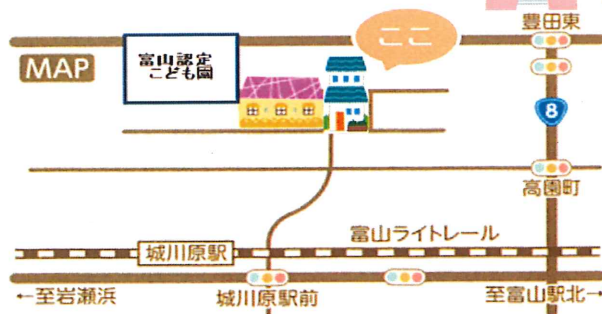 豊田東
ここ
MAP
富山認定
こども園
8
高園町
富山ライトレール
城川原駅
←至岩瀬浜
城川原駅前
至富山駅北→